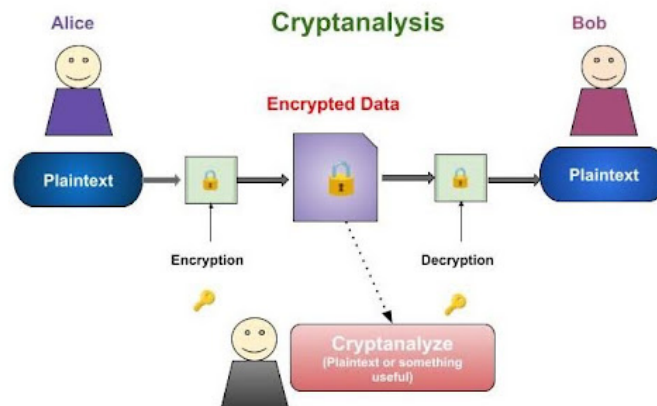 Alice
Cryptanalysis
Bob
Encrypted Data
Plaintext
Plaintext
Encryption
Decryption
Cryptanalyze
(Plaintext or something
useful)